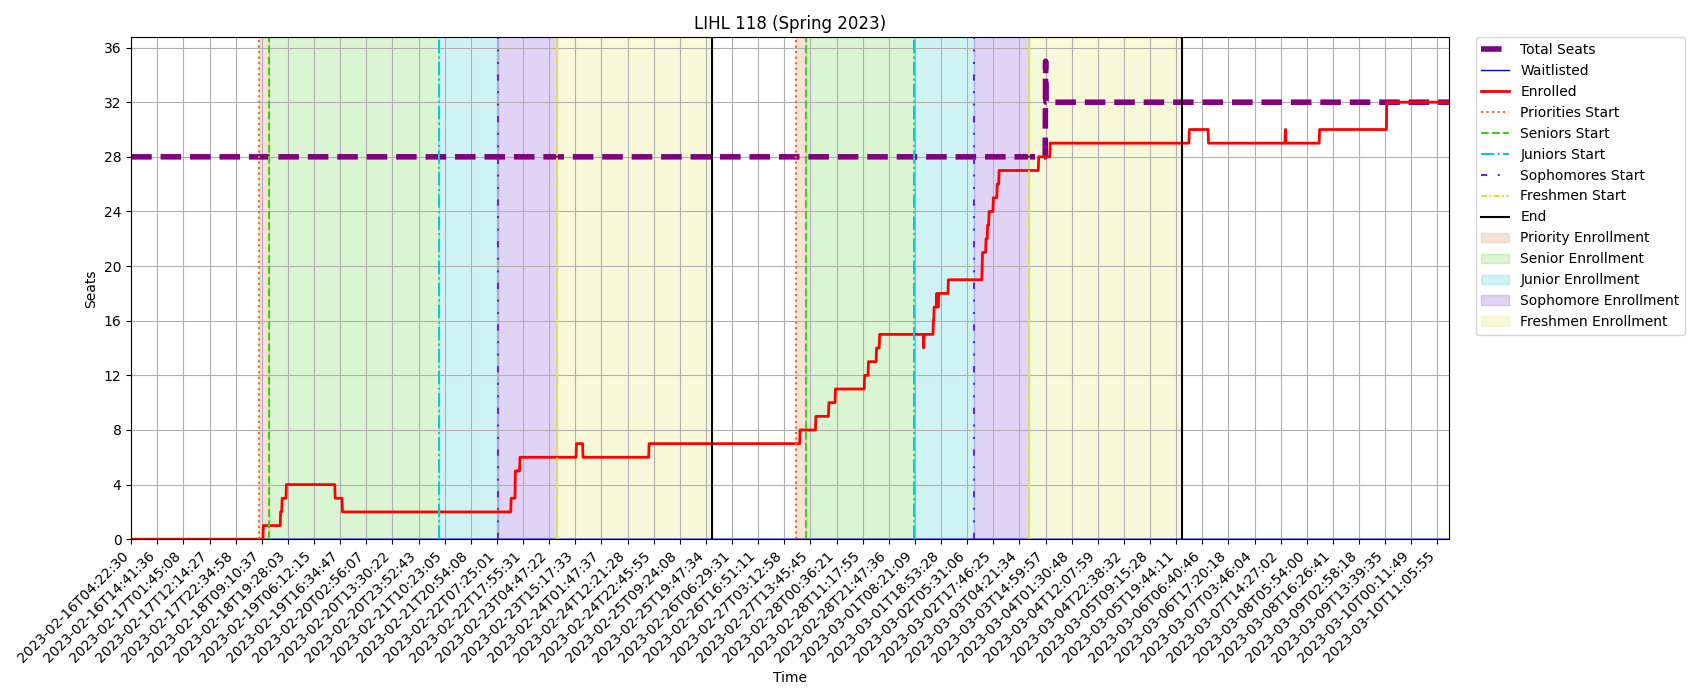 LIHL 118 (Spring 2023)
36
32
28
24
20
16
12
8
4
0
Seats
2023-02-16T04:22:30
2023-02-16T14:41:36
2023-02-17T01:45:08
2023-02-17T12:14:27
2023-02-17T22:34:58
2023-02-18T09:10:37
2023-02-18T19:28:03
2023-02-19T06:12:15
2023-02-19T16:34:47
2023-02-20T02:56:07
2023-02-20T13:30:22
2023-02-20T23:52:43
2023-02-21T10:23:05
2023-02-21T20:54:08
2023-02-22T07:25:01
2023-02-22T17:55:31
2023-02-23T04:47:22
2023-02-23T15:17:33
2023-02-24T01:47:37
2023-02-24T12:21:28
2023-02-24T22:45:55
2023-02-25T09:24:08
2023-02-25T19:47:34
2023-02-26T06:29:31
2023-02-26T16:51:11
2023-02-27T03:12:58
2023-02-27T13:45:45
2023-02-28T00:36:21
2023-02-28T11:17:55
2023-02-28T21:47:36
2023-03-01T08:21:09
2023-03-01T18:53:28
2023-03-02T05:31:06
2023-03-02T17:46:25
2023-03-03T04:21:34
2023-03-03T14:59:57
2023-03-04T01:30:48
2023-03-04T12:07:59
2023-03-04T22:38:32
2023-03-05T09:15:28
2023-03-05T19:44:11
2023-03-06T06:40:46
2023-03-06T17:20:18
2023-03-07T03:46:04
2023-03-07T14:27:02
2023-03-08T05:54:00
2023-03-08T16:26:41
2023-03-09T02:58:18
2023-03-09T13:39:35
2023-03-10T00:11:49
2023-03-10T11:05:55
Time
Total Seats
Waitlisted
Enrolled
Priorities Start
Seniors Start
Juniors Start
Sophomores Start
Freshmen Start
End
Priority Enrollment
Senior Enrollment
Junior Enrollment
Sophomore Enrollment
Freshmen Enrollment